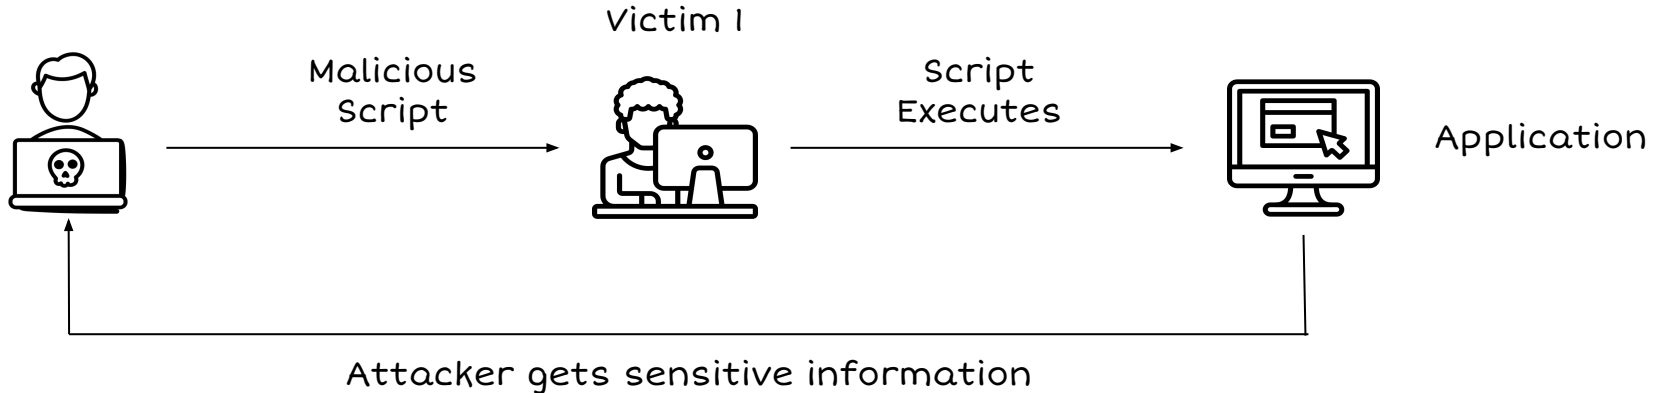 Victim 1
Malicious
Script
Script
Executes
Application
Attacker gets sensitive information